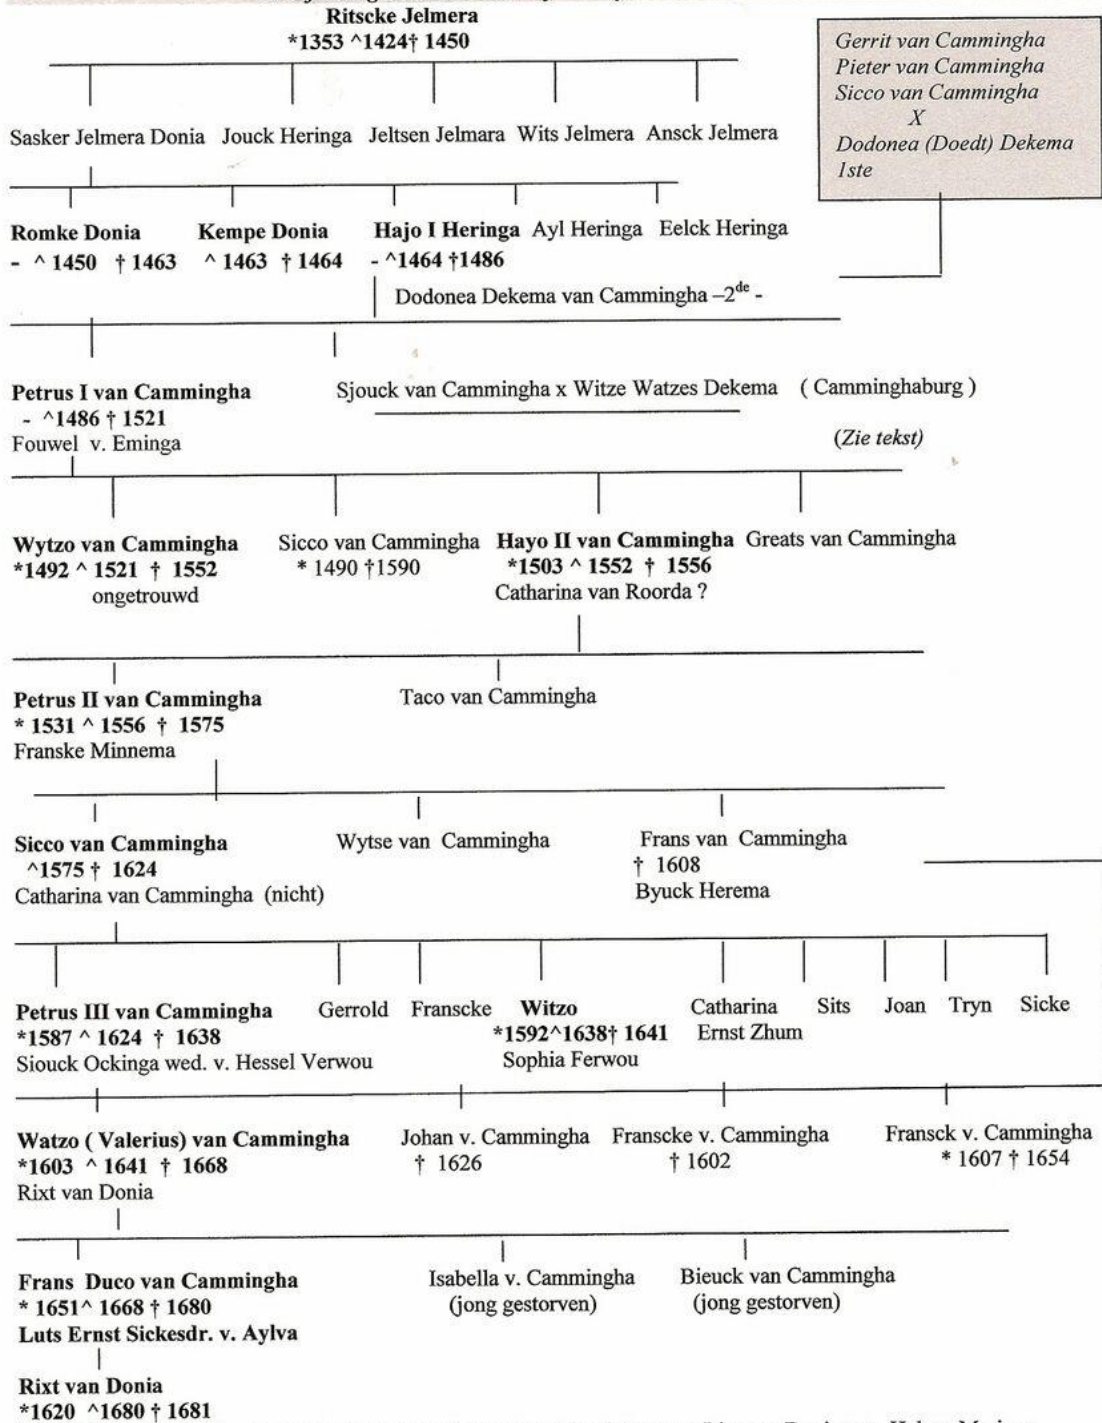 Ritscke Jelmera
*1353 ^1424† 1450
Gerrit van Cammingha
Pieter van Cammingha
Sicco van Cammingha
X
Dodonea (Doedt) Dekema
1ste
Sasker Jelmera Donia Jouck Heringa Jeltsen Jelmara Wits Jelmera Ansck Jelmera
Romke Donia Kempe Donia Hajo I Heringa Ayl Heringa Eelck Heringa
- ^ 1450 † 1463 ^ 1463 † 1464 - ^1464 †1486
Dodonea Dekema van Cammingha –2de -
Petrus I van Cammingha Sjouck van Cammingha x Witze Watzes Dekema ( Camminghaburg )
- ^1486 † 1521
Fouwel v. Eminga (Zie tekst)
Wytzo van Cammingha Sicco van Cammingha Hayo II van Cammingha Greats van Cammingha
*1492 ^ 1521 † 1552 * 1490 †1590 *1503 ^ 1552 † 1556
ongetrouwd Catharina van Roorda ?
Petrus II van Cammingha Taco van Cammingha
* 1531 ^ 1556 † 1575
Franske Minnema
Sicco van Cammingha Wytse van Cammingha Frans van Cammingha
^1575 † 1624 † 1608
Catharina van Cammingha (nicht) Byuck Herema
Petrus III van Cammingha Gerrold Franscke Witzo Catharina Sits Joan Tryn Sicke
*1587 ^ 1624 † 1638 *1592^1638† 1641 Ernst Zhum
Siouck Ockinga wed. v. Hessel Verwou Sophia Ferwou
Watzo ( Valerius) van Cammingha Johan v. Cammingha Franscke v. Cammingha Fransck v. Cammingha
*1603 ^ 1641 † 1668 † 1626 † 1602 * 1607 † 1654
Rixt van Donia
Frans Duco van Cammingha Isabella v. Cammingha Bieuck van Cammingha
* 1651^ 1668 † 1680 (jong gestorven) (jong gestorven)
Luts Ernst Sickesdr. v. Aylva
Rixt van Donia
*1620 ^1680 † 1681